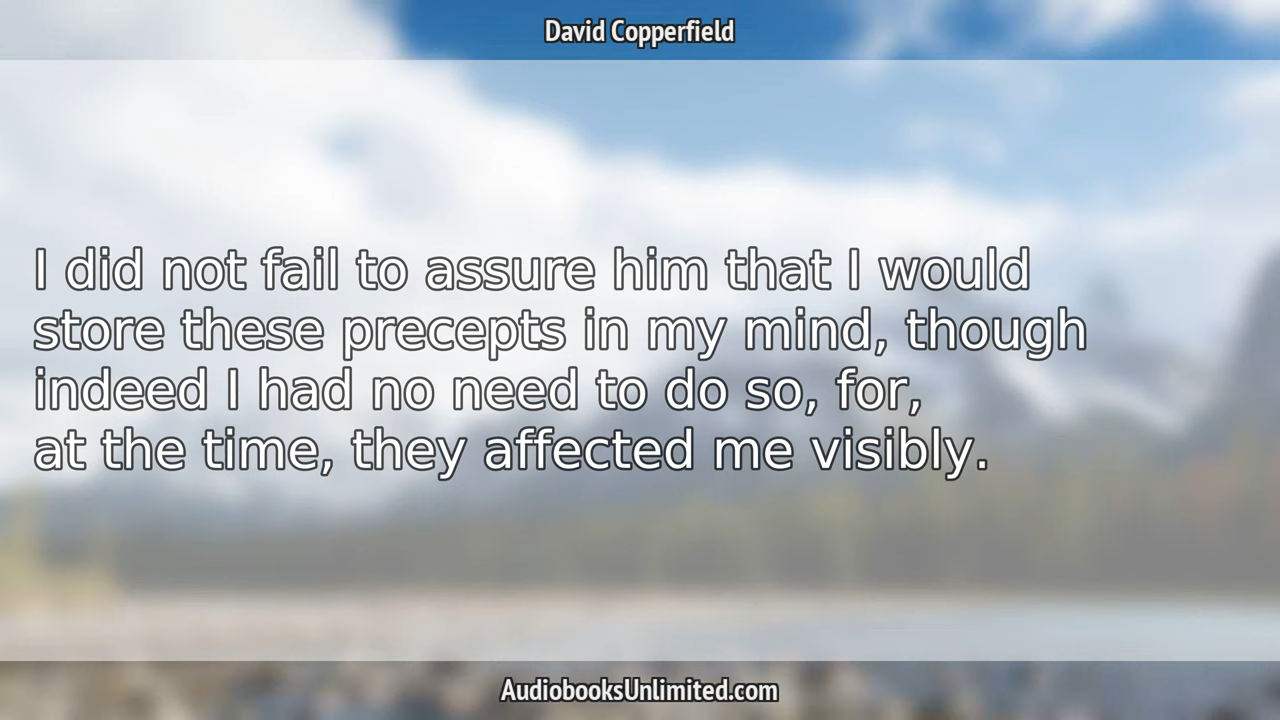 David Copperfield
I did not fail to assure him that I would
store these precepts in my mind, though
indeed I had no need to do so, for,
at the time, they affected me visibly.
AudiobooksUnlimited.com